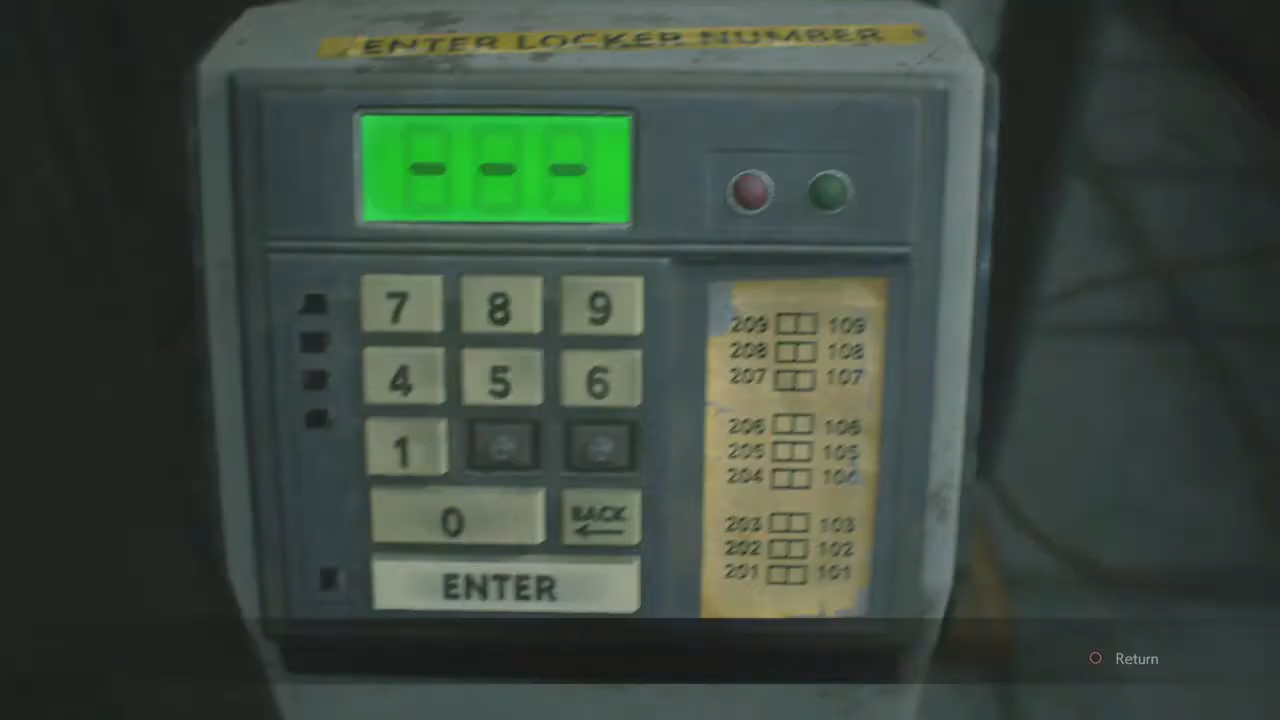 ENTER LOCKER NUMBER
- - -
7 8 9
4 5 6
1
0 BACK
ENTER
209 109
208 108
207 107
206 106
205 105
204 104
203 103
202 102
201 101
Return